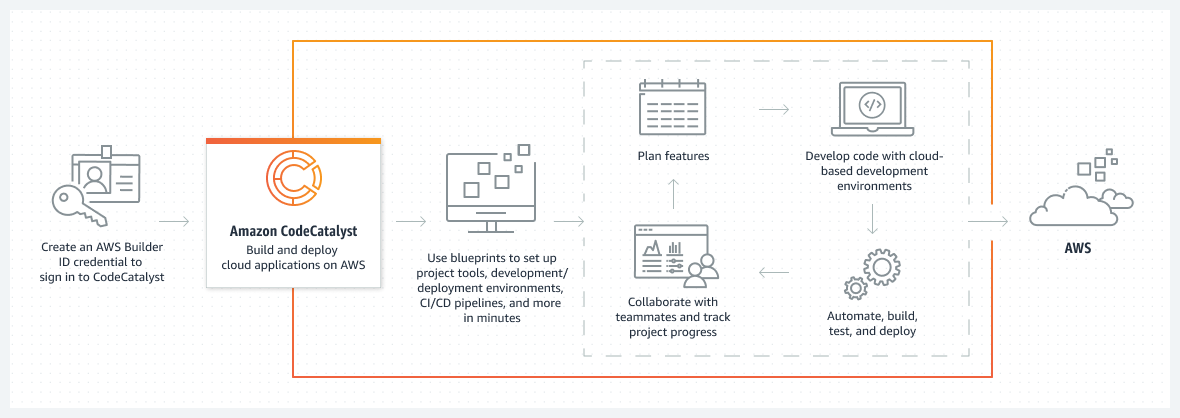 Create an AWS Builder
ID credential to
sign in to CodeCatalyst
Amazon CodeCatalyst
Build and deploy
cloud applications on AWS
Use blueprints to set up
project tools, development/
deployment environments,
CI/CD pipelines, and more
in minutes
Plan features
</>
Develop code with cloud-
based development
environments
Automate, build,
test, and deploy
Collaborate with
teammates and track
project progress
AWS